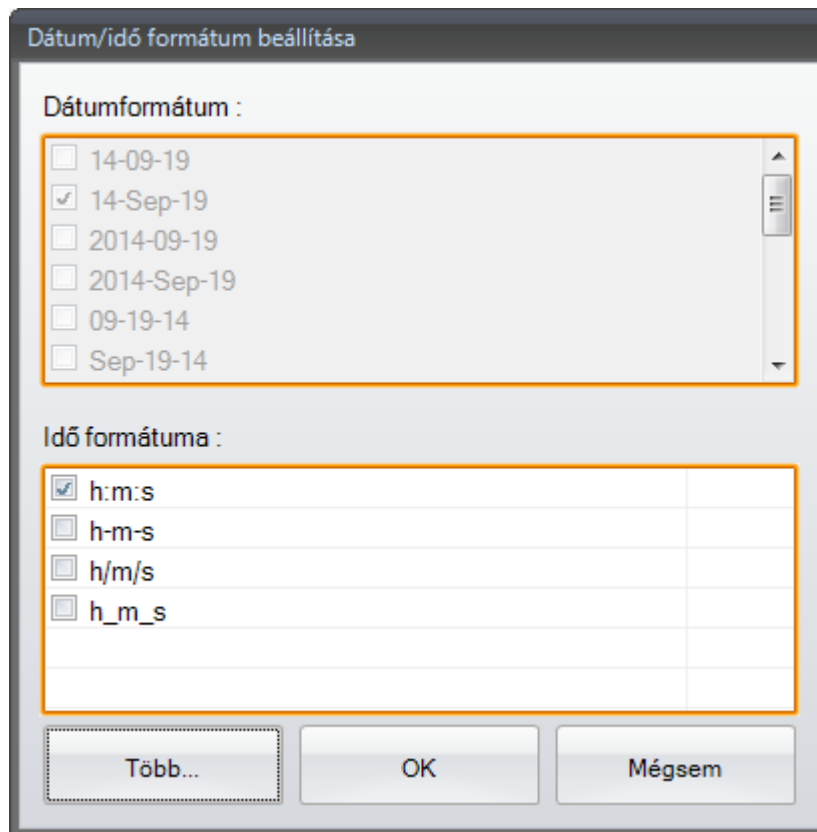 Dátum/idő formátum beállítása
Dátumformátum :
14-09-19
14-Sep-19
2014-09-19
2014-Sep-19
09-19-14
Sep-19-14
Idő formátuma :
h:m:s
h-m-s
h/m/s
h_m_s
Több... OK Mégsem